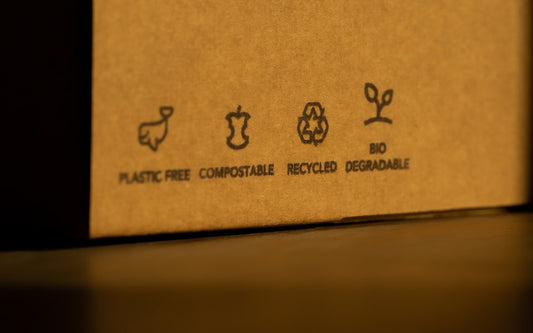 PLASTIC FREE
COMPOSTABLE
RECYCLED
BIO
DEGRADABLE